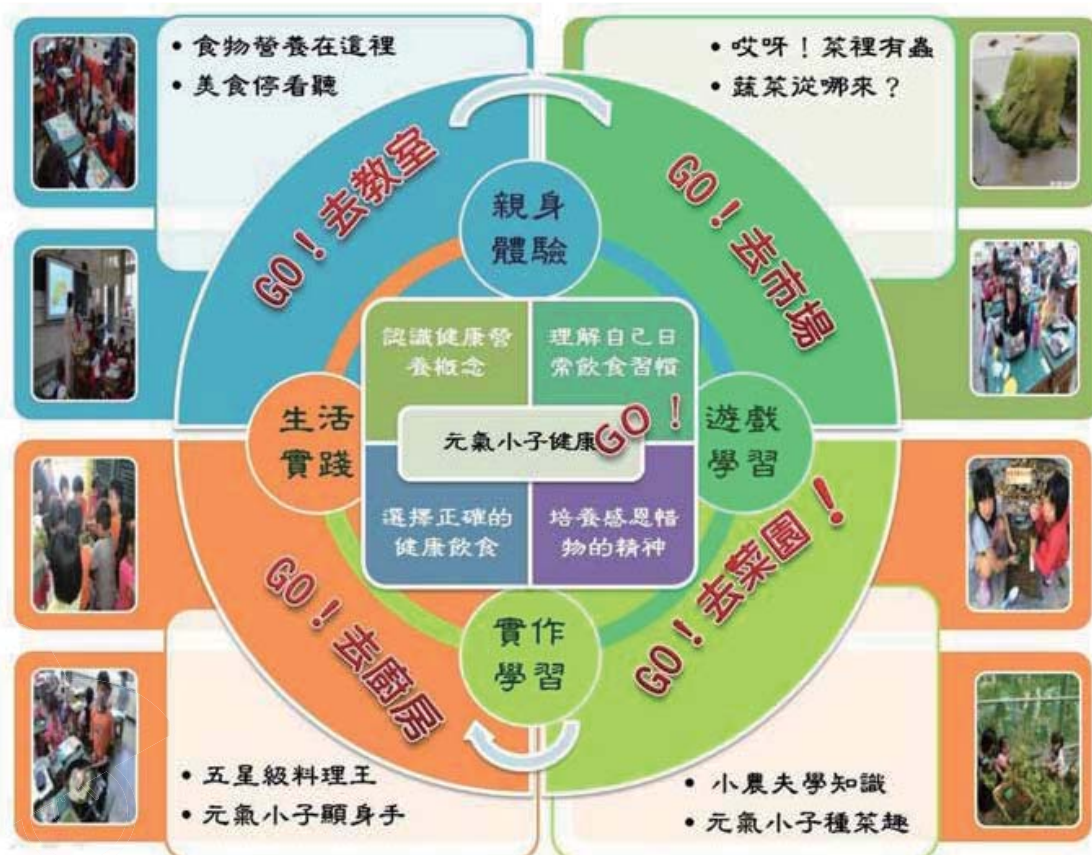 • 食物營養在這裡
• 美食停看聽
• 哎呀！菜裡有蟲
• 蔬菜從哪來？
GO！去教室
GO！去市場
親身
體驗
認識健康營
養概念
理解自己日
常飲食習慣
生活
實踐
元氣小子健康GO！
遊戲
學習
選擇正確的
健康飲食
培養感恩惜
物的精神
GO！去廚房
GO！去菜園！
實作
學習
• 五星級料理王
• 元氣小子顯身手
• 小農夫學知識
• 元氣小子種菜趣